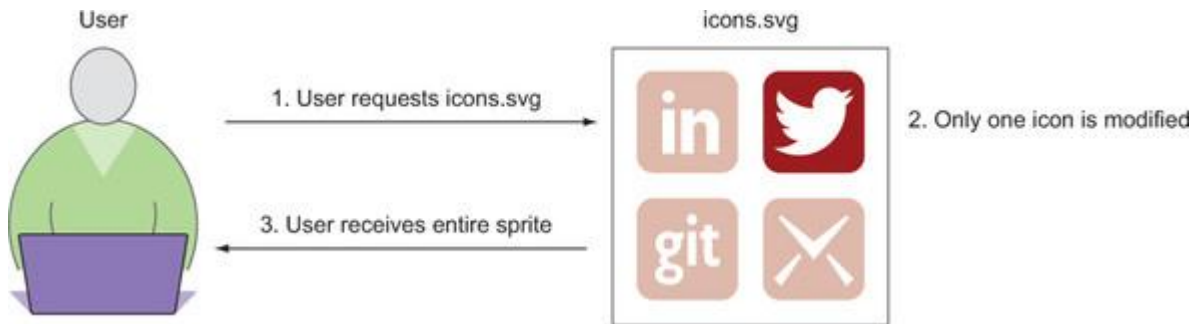 User
icons.svg
1. User requests icons.svg
in
2. Only one icon is modified
3. User receives entire sprite
git